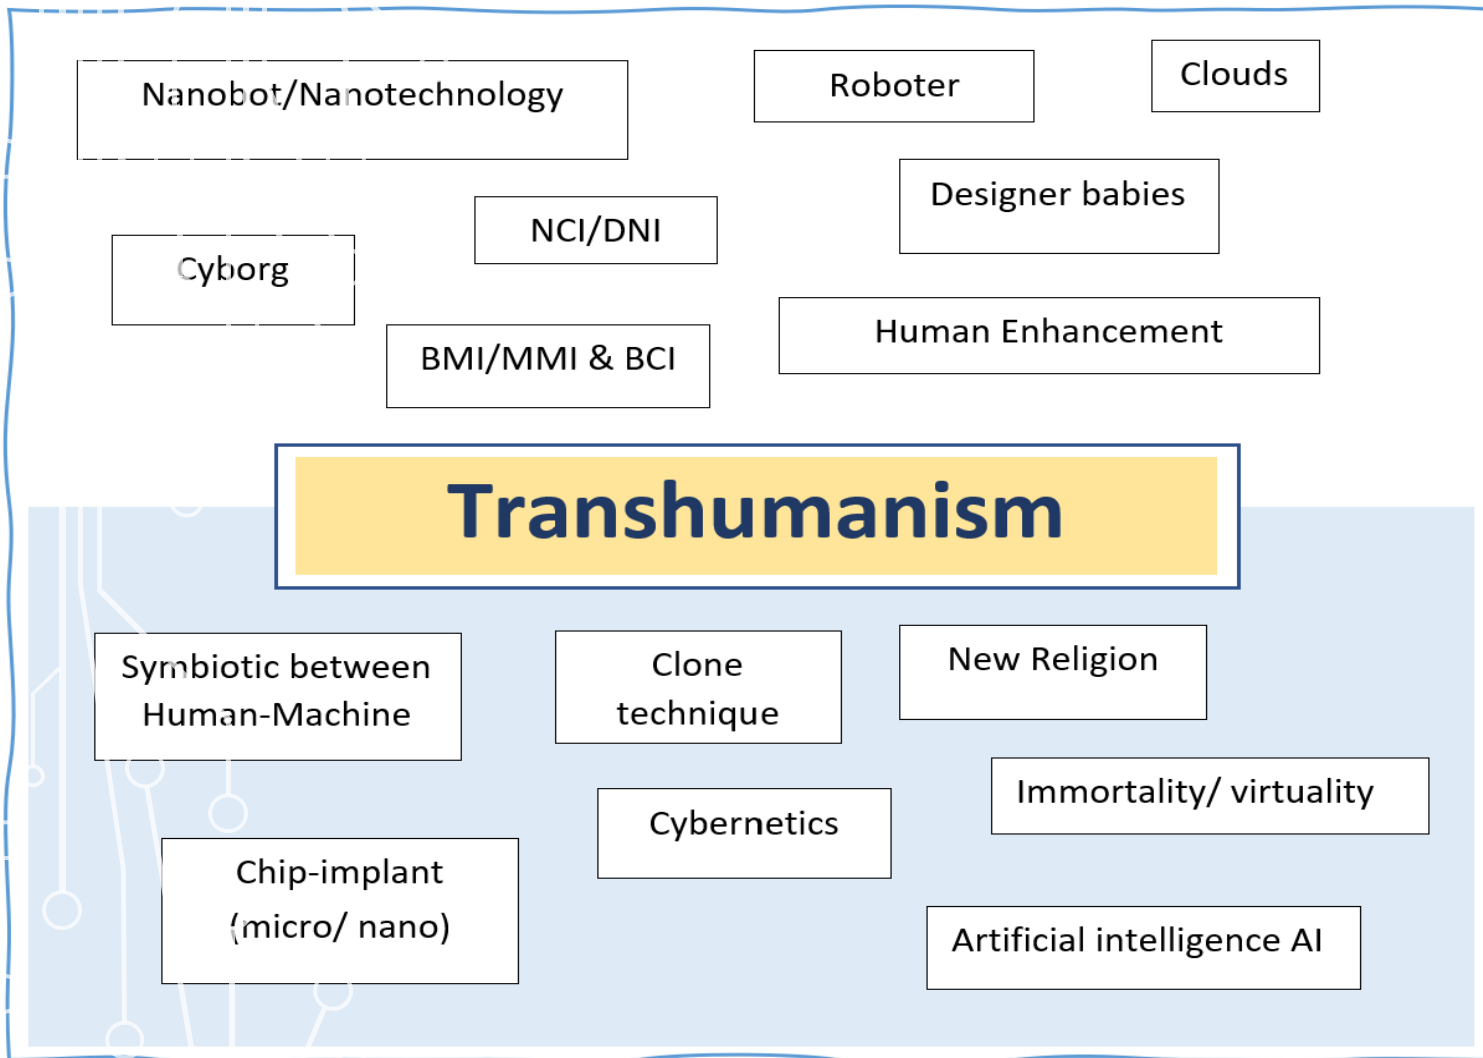 Nanobot/Nanotechnology
Roboter
Clouds
Designer babies
NCI/DNI
Cyborg
Human Enhancement
BMI/MMI & BCI
Transhumanism
Symbiotic between
Human-Machine
Clone
technique
New Religion
Immortality/ virtuality
Cybernetics
Chip-implant
(micro/ nano)
Artificial intelligence AI